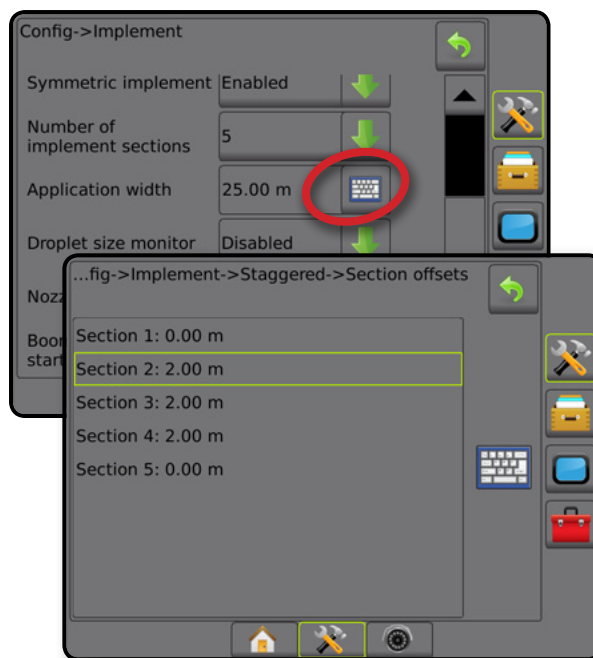 Config->Implement
Symmetric implement Enabled
Number of
implement sections 5
Application width 25.00 m
Droplet size monitor Disabled
...fig->Implement->Staggered->Section offsets
Section 1: 0.00 m
Section 2: 2.00 m
Section 3: 2.00 m
Section 4: 2.00 m
Section 5: 0.00 m